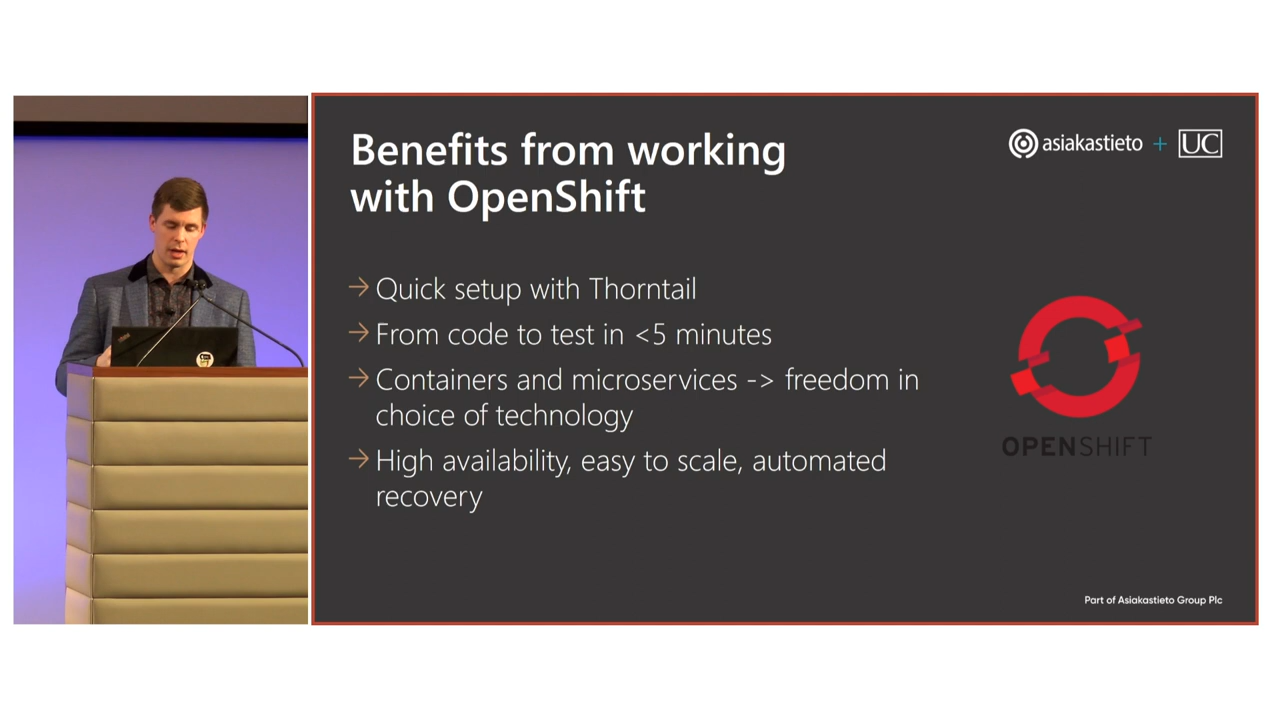 Benefits from working
with OpenShift
asiakastieto + UC
→ Quick setup with Thorntail
→ From code to test in <5 minutes
→ Containers and microservices -> freedom in
choice of technology
→ High availability, easy to scale, automated
recovery
OPENSHIFT
Part of Asiakastieto Group Plc